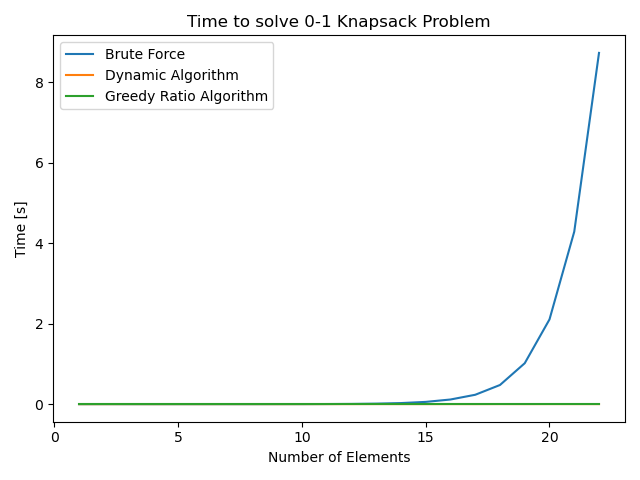 Time to solve 0-1 Knapsack Problem
Brute Force
Dynamic Algorithm
Greedy Ratio Algorithm
8
6
4
2
0
Time [s]
0 5 10 15 20
Number of Elements